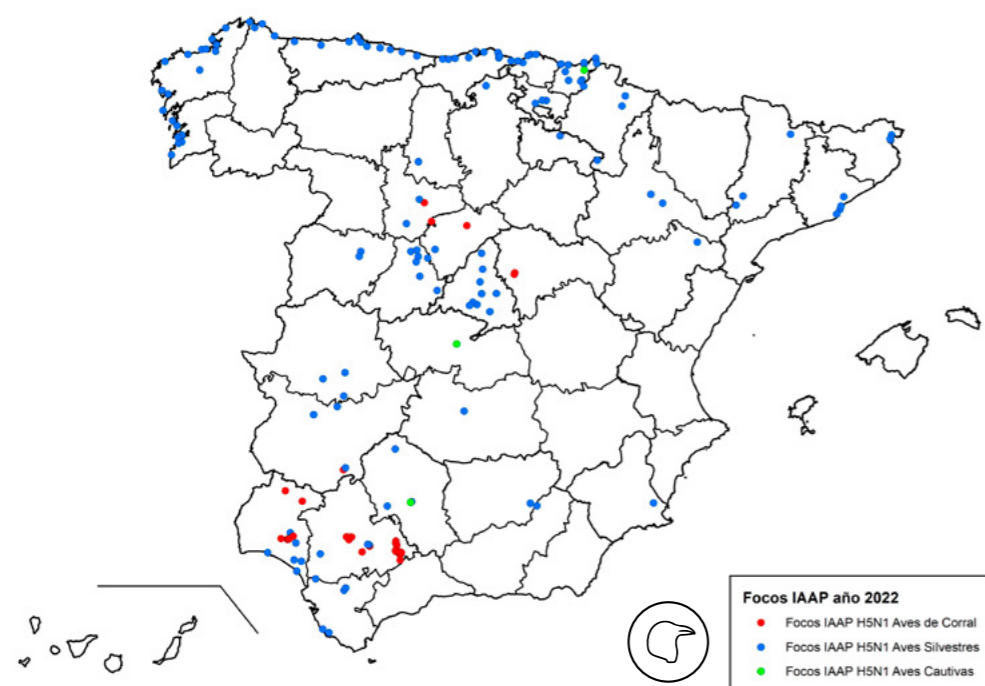 Focos IAAP año 2022
Focos IAAP H5N1 Aves de Corral
Focos IAAP H5N1 Aves Silvestres
Focos IAAP H5N1 Aves Cautivas